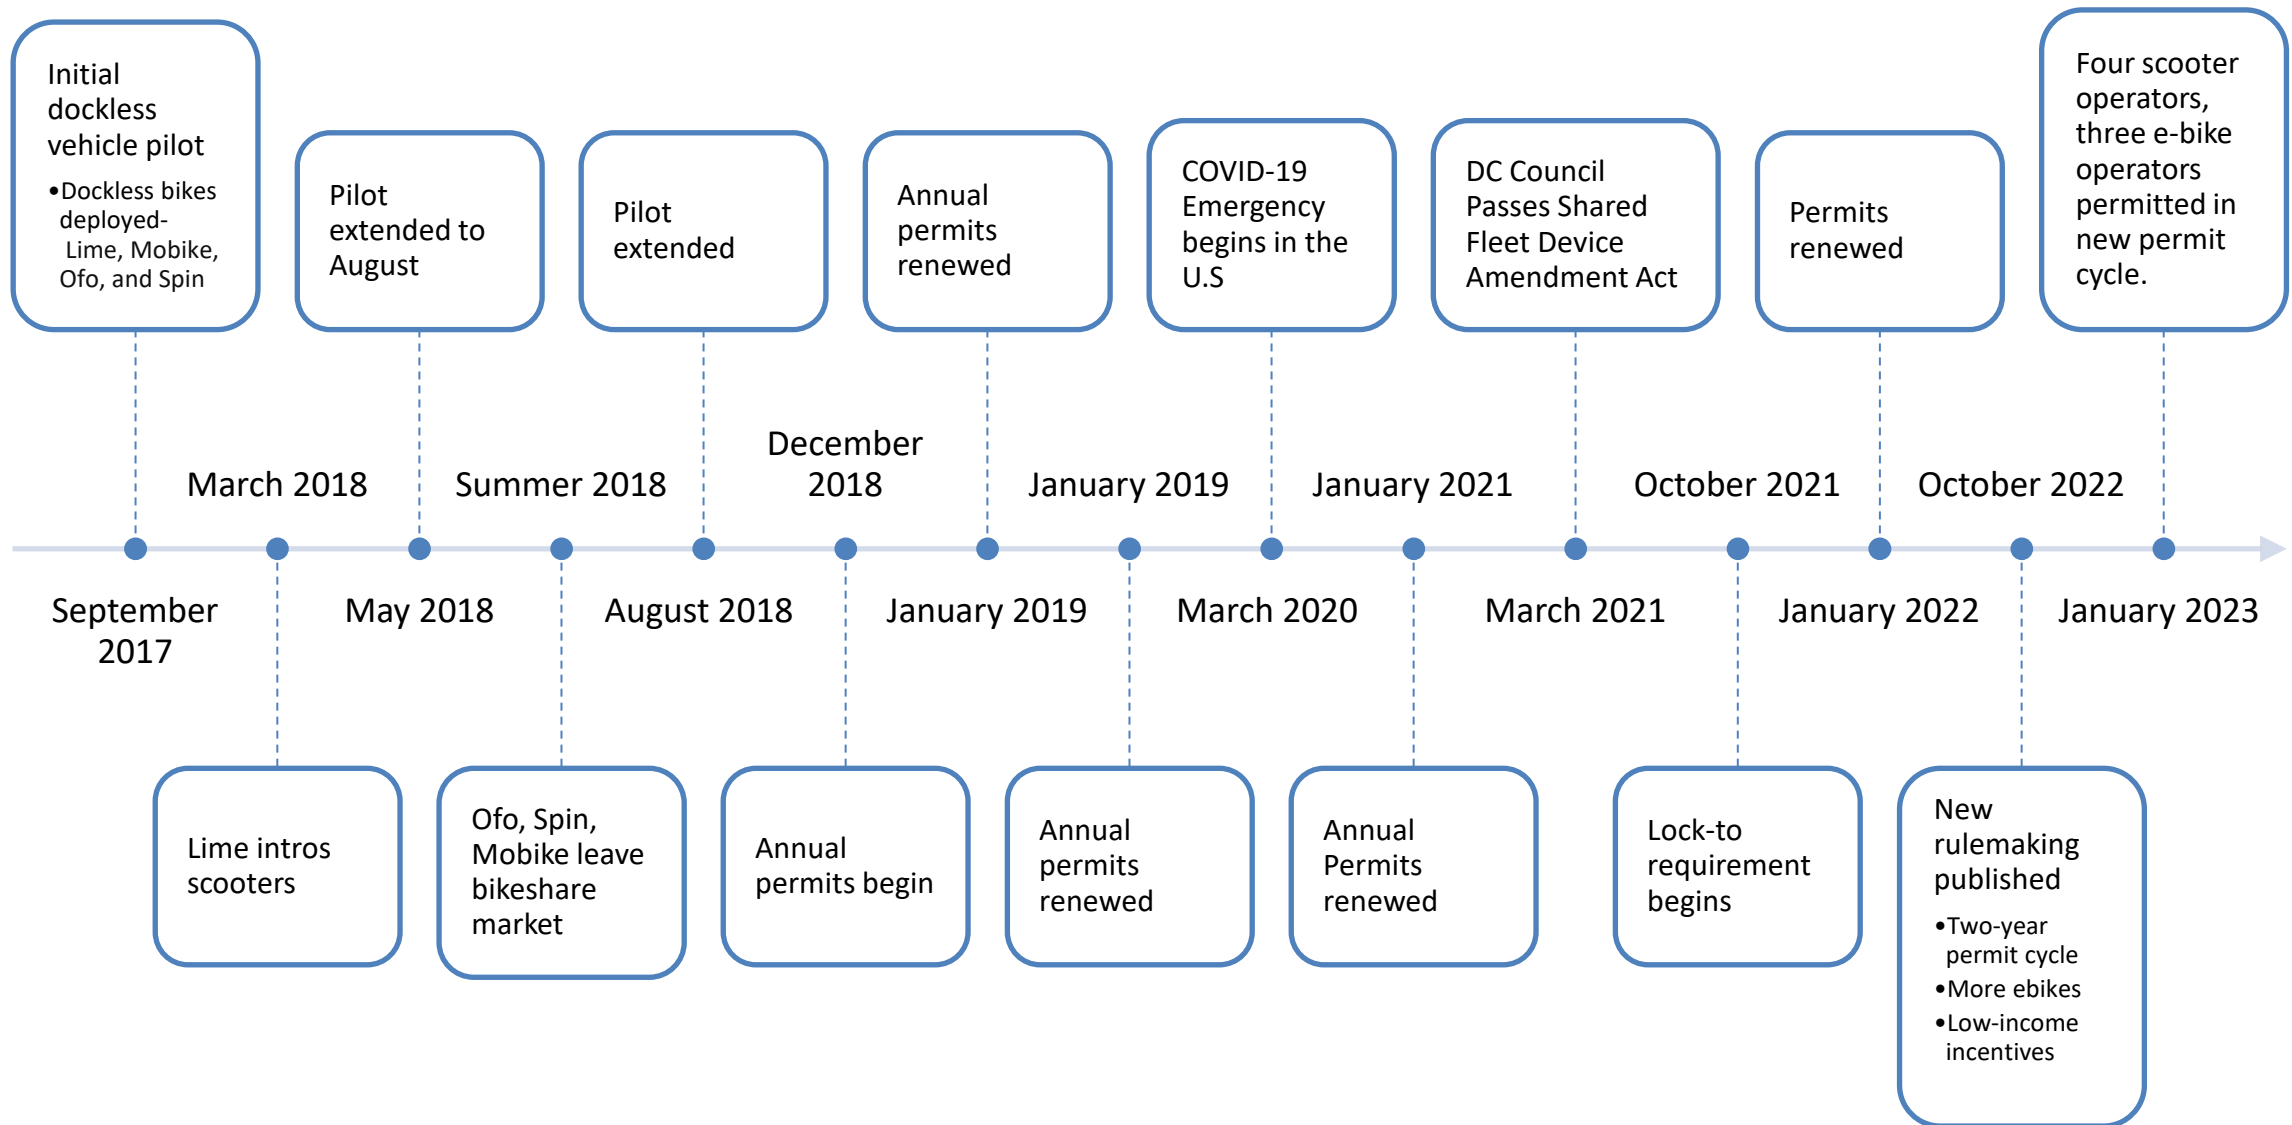 Initial
dockless
vehicle pilot
•Dockless bikes
deployed-
Lime, Mobike,
Ofo, and Spin
Pilot
extended to
August
Pilot
extended
Annual
permits
renewed
COVID-19
Emergency
begins in the
U.S
DC Council
Passes Shared
Fleet Device
Amendment Act
Permits
renewed
Four scooter
operators,
three e-bike
operators
permitted in
new permit
cycle.
March 2018
Summer 2018
December
2018
January 2019
January 2021
October 2021
October 2022
September
2017
May 2018
August 2018
January 2019
March 2020
March 2021
January 2022
January 2023
Lime intros
scooters
Ofo, Spin,
Mobike leave
bikeshare
market
Annual
permits begin
Annual
permits
renewed
Annual
Permits
renewed
Lock-to
requirement
begins
New
rulemaking
published
•Two-year
permit cycle
•More ebikes
•Low-income
incentives